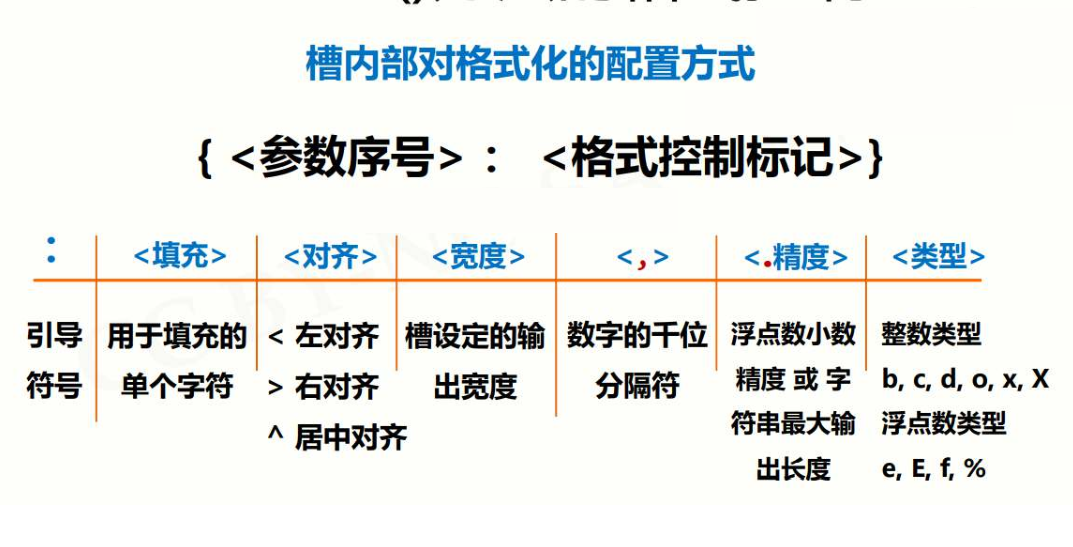 槽内部对格式化的配置方式
{ <参数序号> : <格式控制标记>}
: <填充> <对齐> <宽度> <,> <.精度> <类型>
引导 用于填充的 < 左对齐 槽设定的输 数字的千位 浮点数小数 整数类型
符号 单个字符 > 右对齐 出宽度 分隔符 精度 或 字 b, c, d, o, x, X
^ 居中对齐 符串最大输 浮点数类型
出长度 e, E, f, %